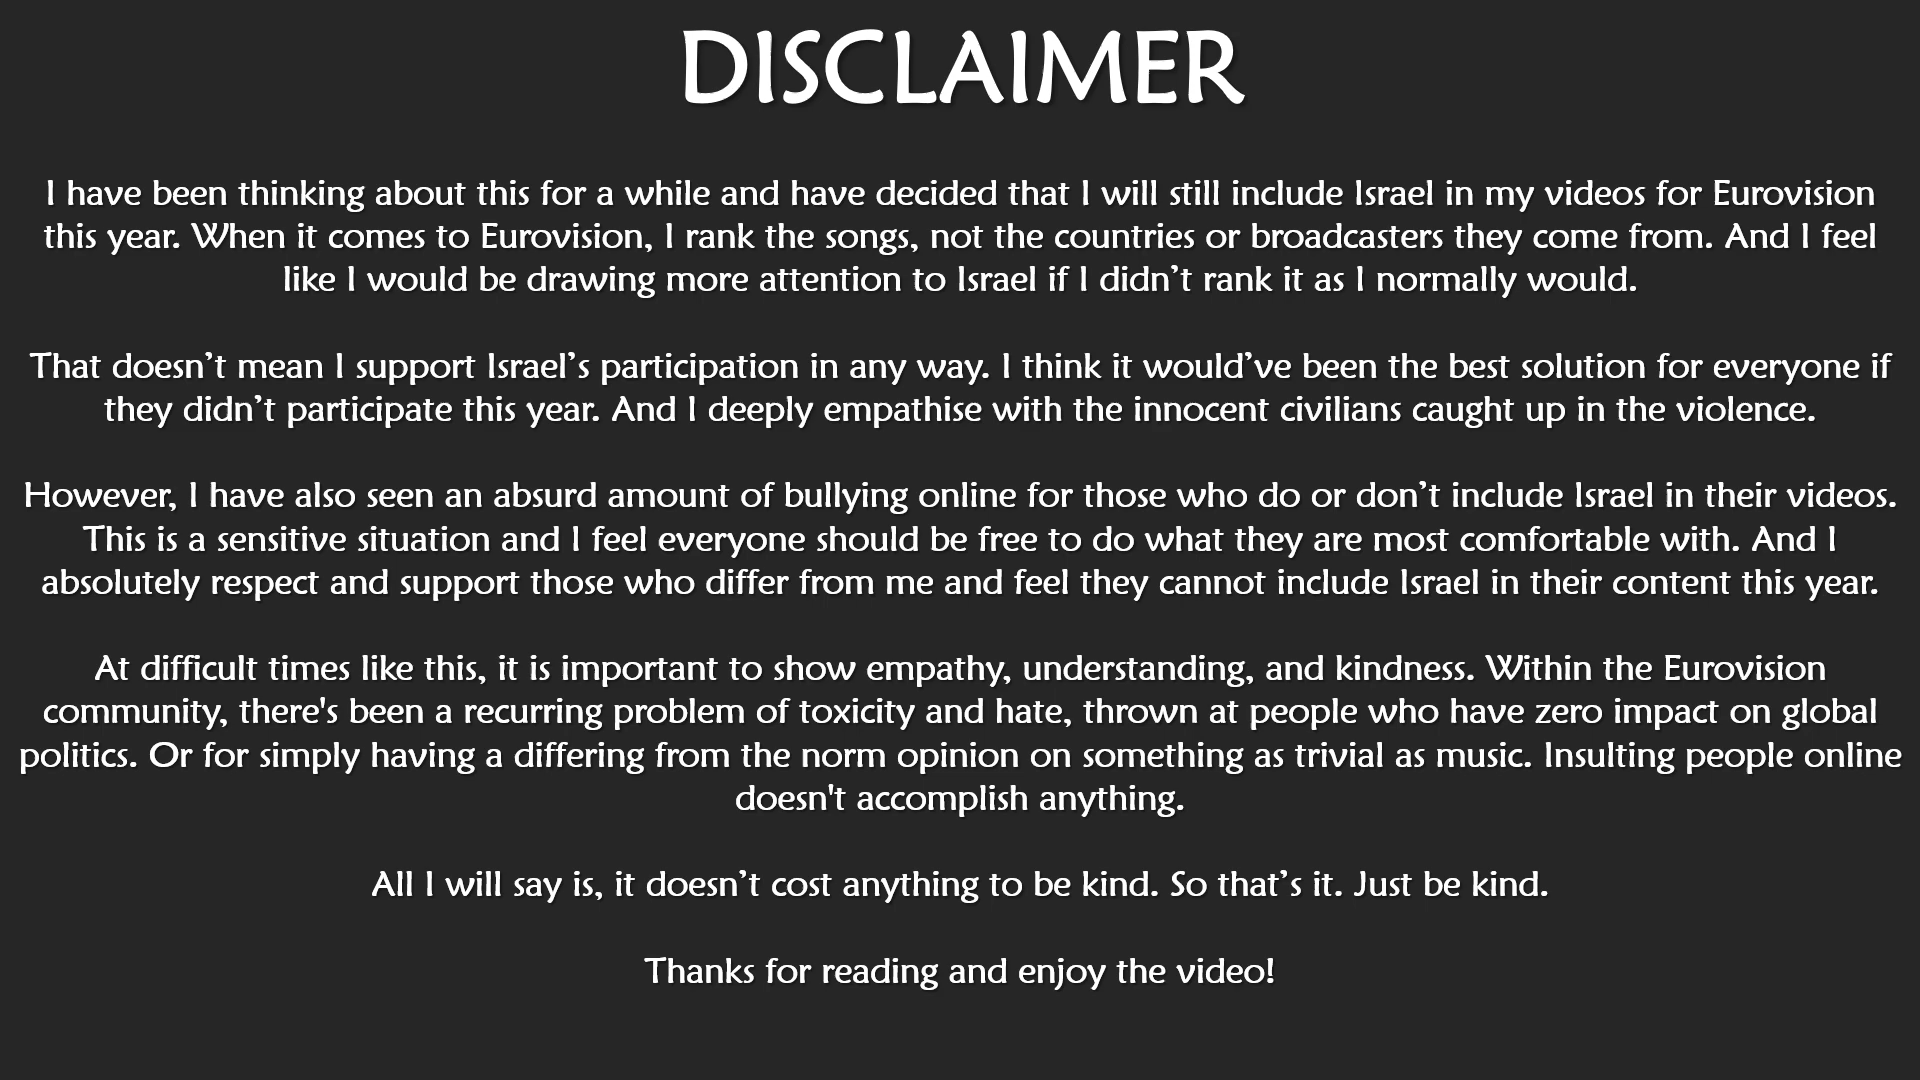 DISCLAIMER
I have been thinking about this for a while and have decided that I will still include Israel in my videos for Eurovision
this year. When it comes to Eurovision, I rank the songs, not the countries or broadcasters they come from. And I feel
like I would be drawing more attention to Israel if I didn’t rank it as I normally would.
That doesn’t mean I support Israel’s participation in any way. I think it would’ve been the best solution for everyone if
they didn’t participate this year. And I deeply empathise with the innocent civilians caught up in the violence.
However, I have also seen an absurd amount of bullying online for those who do or don’t include Israel in their videos.
This is a sensitive situation and I feel everyone should be free to do what they are most comfortable with. And I
absolutely respect and support those who differ from me and feel they cannot include Israel in their content this year.
At difficult times like this, it is important to show empathy, understanding, and kindness. Within the Eurovision
community, there's been a recurring problem of toxicity and hate, thrown at people who have zero impact on global
politics. Or for simply having a differing from the norm opinion on something as trivial as music. Insulting people online
doesn't accomplish anything.
All I will say is, it doesn’t cost anything to be kind. So that’s it. Just be kind.
Thanks for reading and enjoy the video!